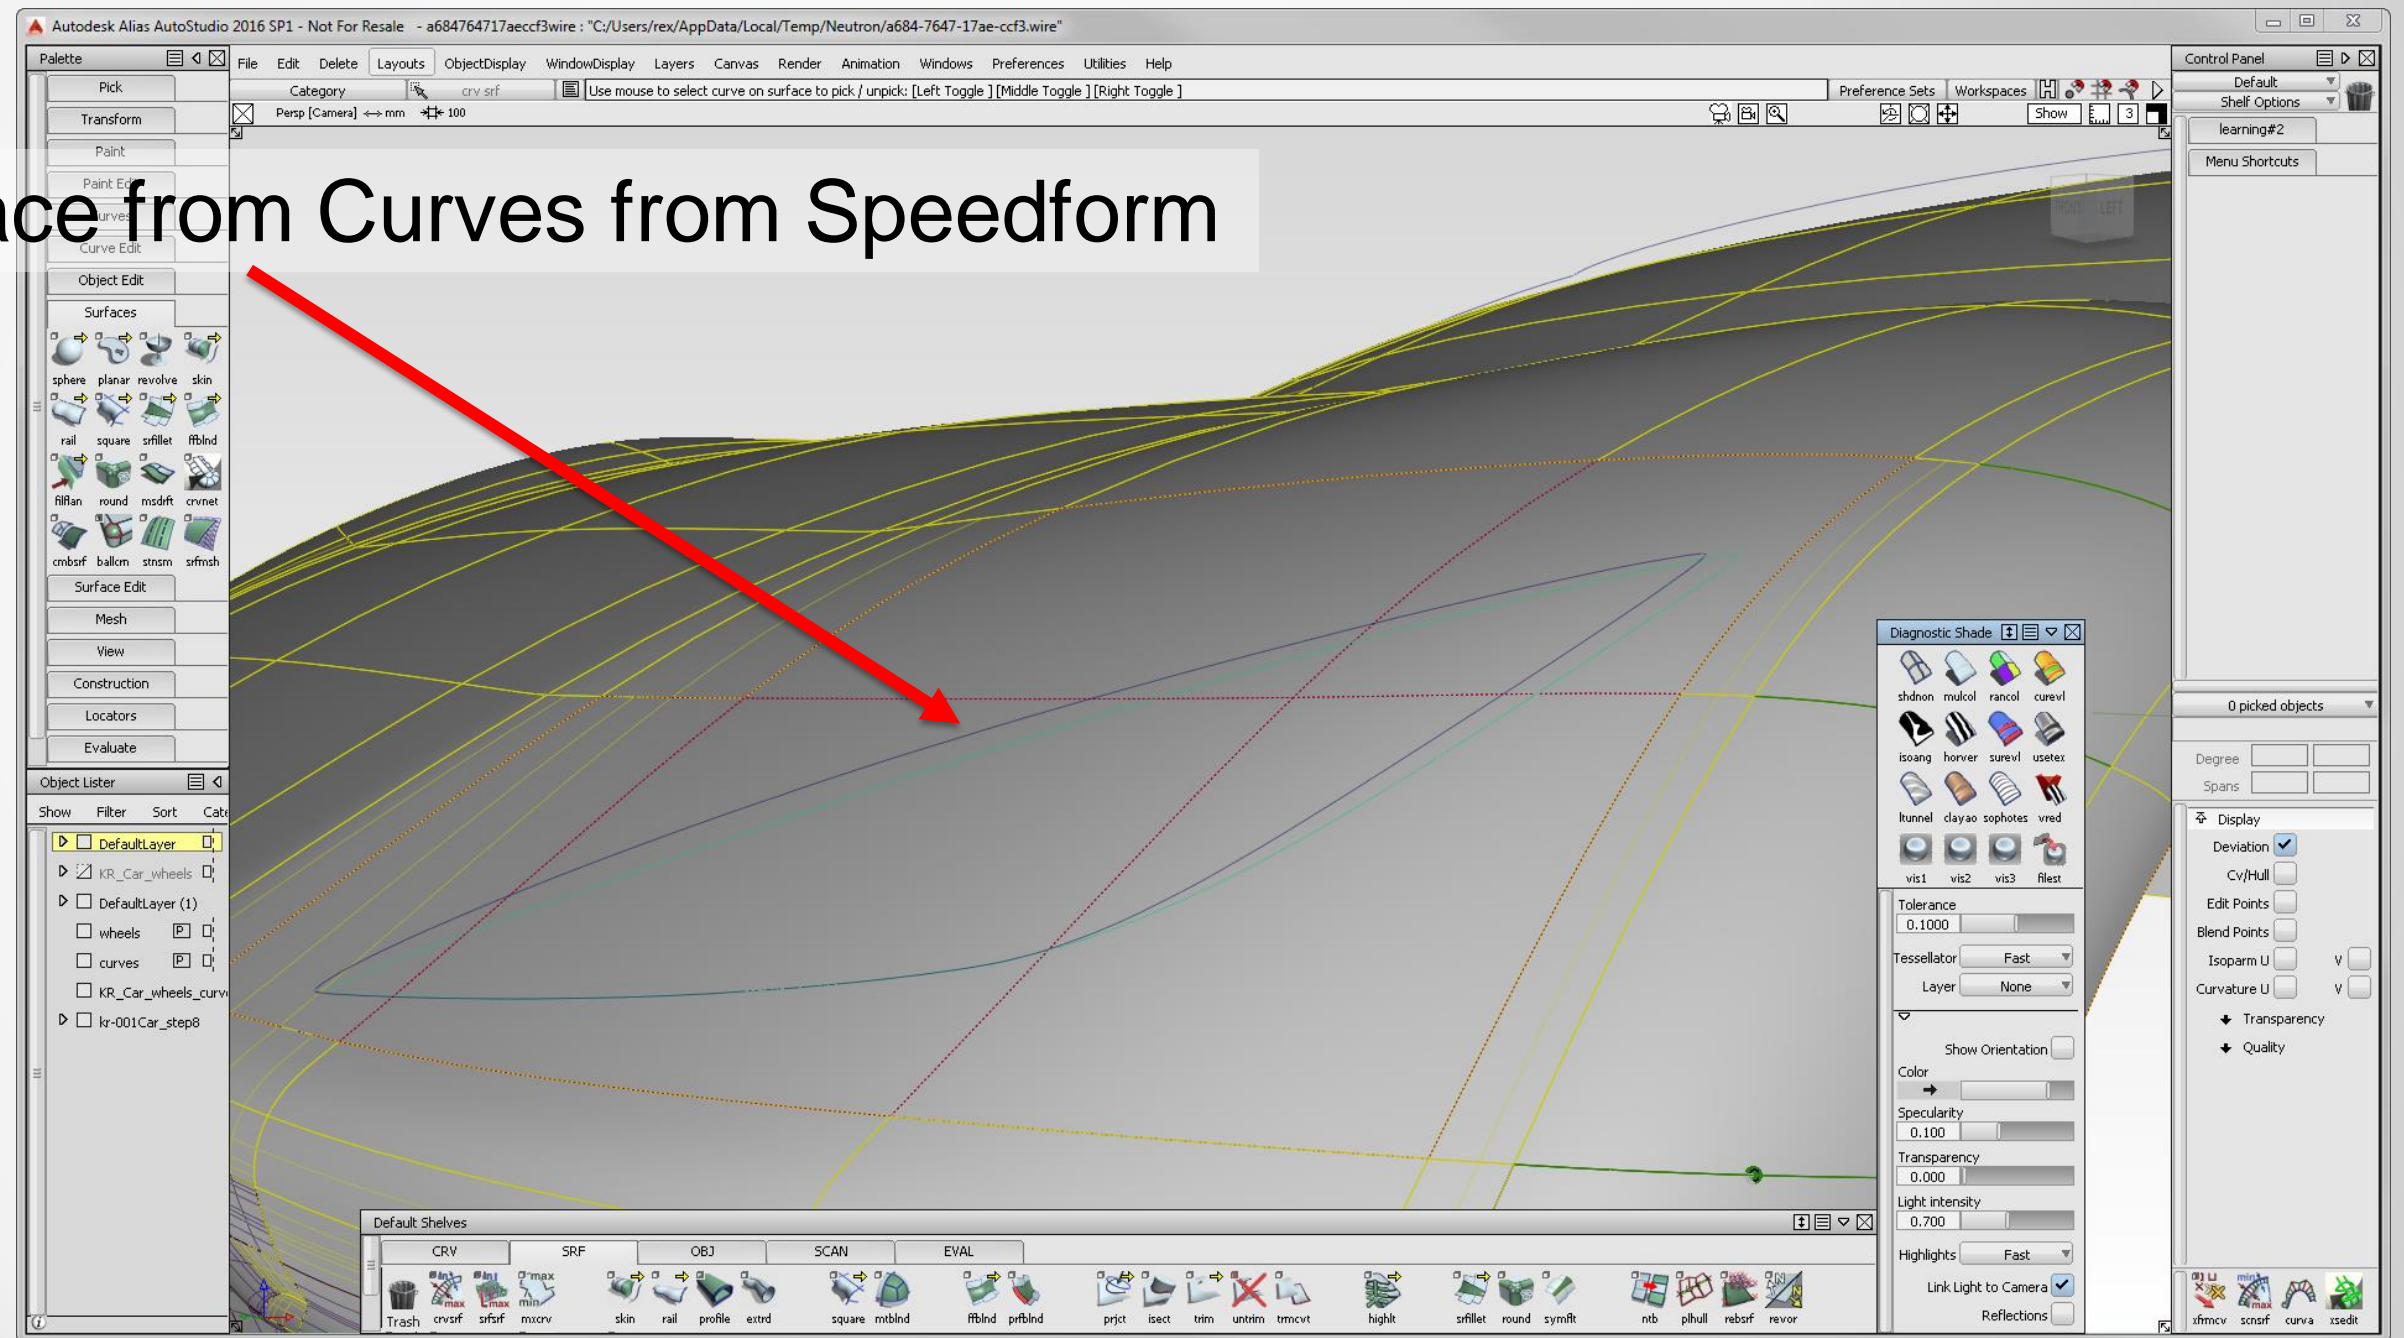 Autodesk Alias AutoStudio 2016 SP1 - Not For Resale - a684764717aeccf3wire : "C:/Users/rex/AppData/Local/Temp/Neutron/a684-7647-17ae-ccf3.wire"
Palette
File Edit Delete Layouts ObjectDisplay WindowDisplay Layers Canvas Render Animation Windows Preferences Utilities Help
Category crv srf Use mouse to select curve on surface to pick / unpick: [Left Toggle ] [Middle Toggle ] [Right Toggle ]
Preference Sets Workspaces
Persp [Camera] mm 100
Show 3
Pick
Transform
Paint
Paint Edit
Curves
Curve Edit
Object Edit
Surfaces
ace from Curves from Speedform
sphere planar revolve skin
rail square srfillet ffblnd
filflan round msdrft crvnet
cmbsrf ballcrn stnsm srfmsh
Surface Edit
Mesh
View
Construction
Locators
Evaluate
Object Lister
Show Filter Sort Cate
DefaultLayer
KR_Car_wheels
DefaultLayer (1)
wheels P
curves P
KR_Car_wheels_curv
kr-001Car_step8
LEFT
Default Shelves
CRV SRF OBJ SCAN EVAL
Trash crvsrf srfsrf mxcrv skin rail profile extrd square mtblnd ffblnd prfblnd prjct isect trim untrim trmcvt highlt srfillet round symflt ntb plhull rebsrf revor
Diagnostic Shade
shdnon mulcol rancol curevl
isoang horver surevl usetex
ltunnel clayao sophotes vred
vis1 vis2 vis3 filest
Tolerance
0.1000
Tessellator Fast
Layer None
Show Orientation
Color
Specularity
0.100
Transparency
0.000
Light intensity
0.700
Highlights Fast
Link Light to Camera
Reflections
Control Panel
Default
Shelf Options
learning#2
Menu Shortcuts
0 picked objects
Degree
Spans
Display
Deviation
Cv/Hull
Edit Points
Blend Points
Isoparm U V
Curvature U V
Transparency
Quality
xfrmcv scnsrf curva xsedit